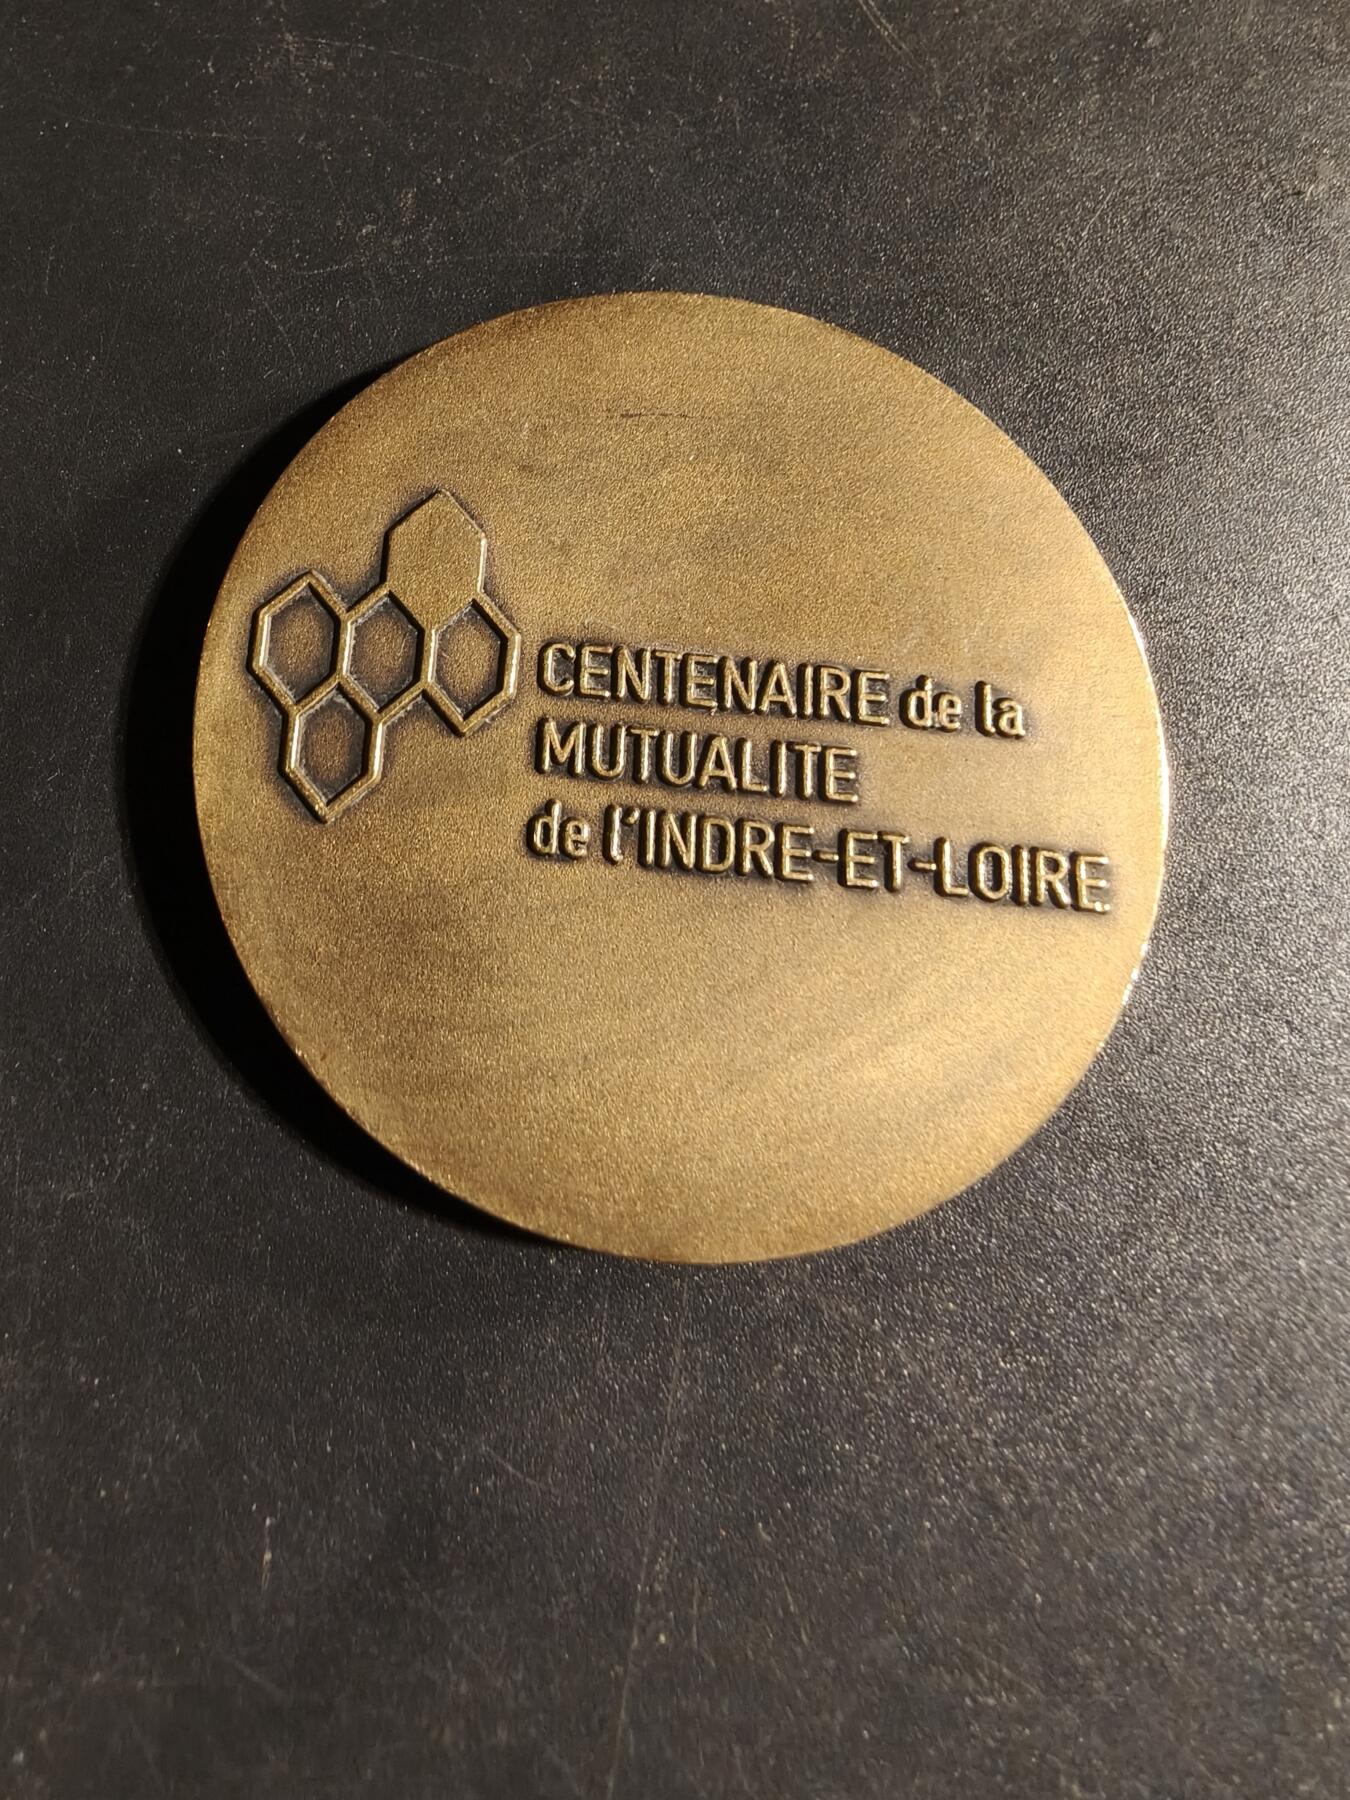 CENTENAIRE de la
MUTUALITE
de l'INDRE-ET-LOIRE